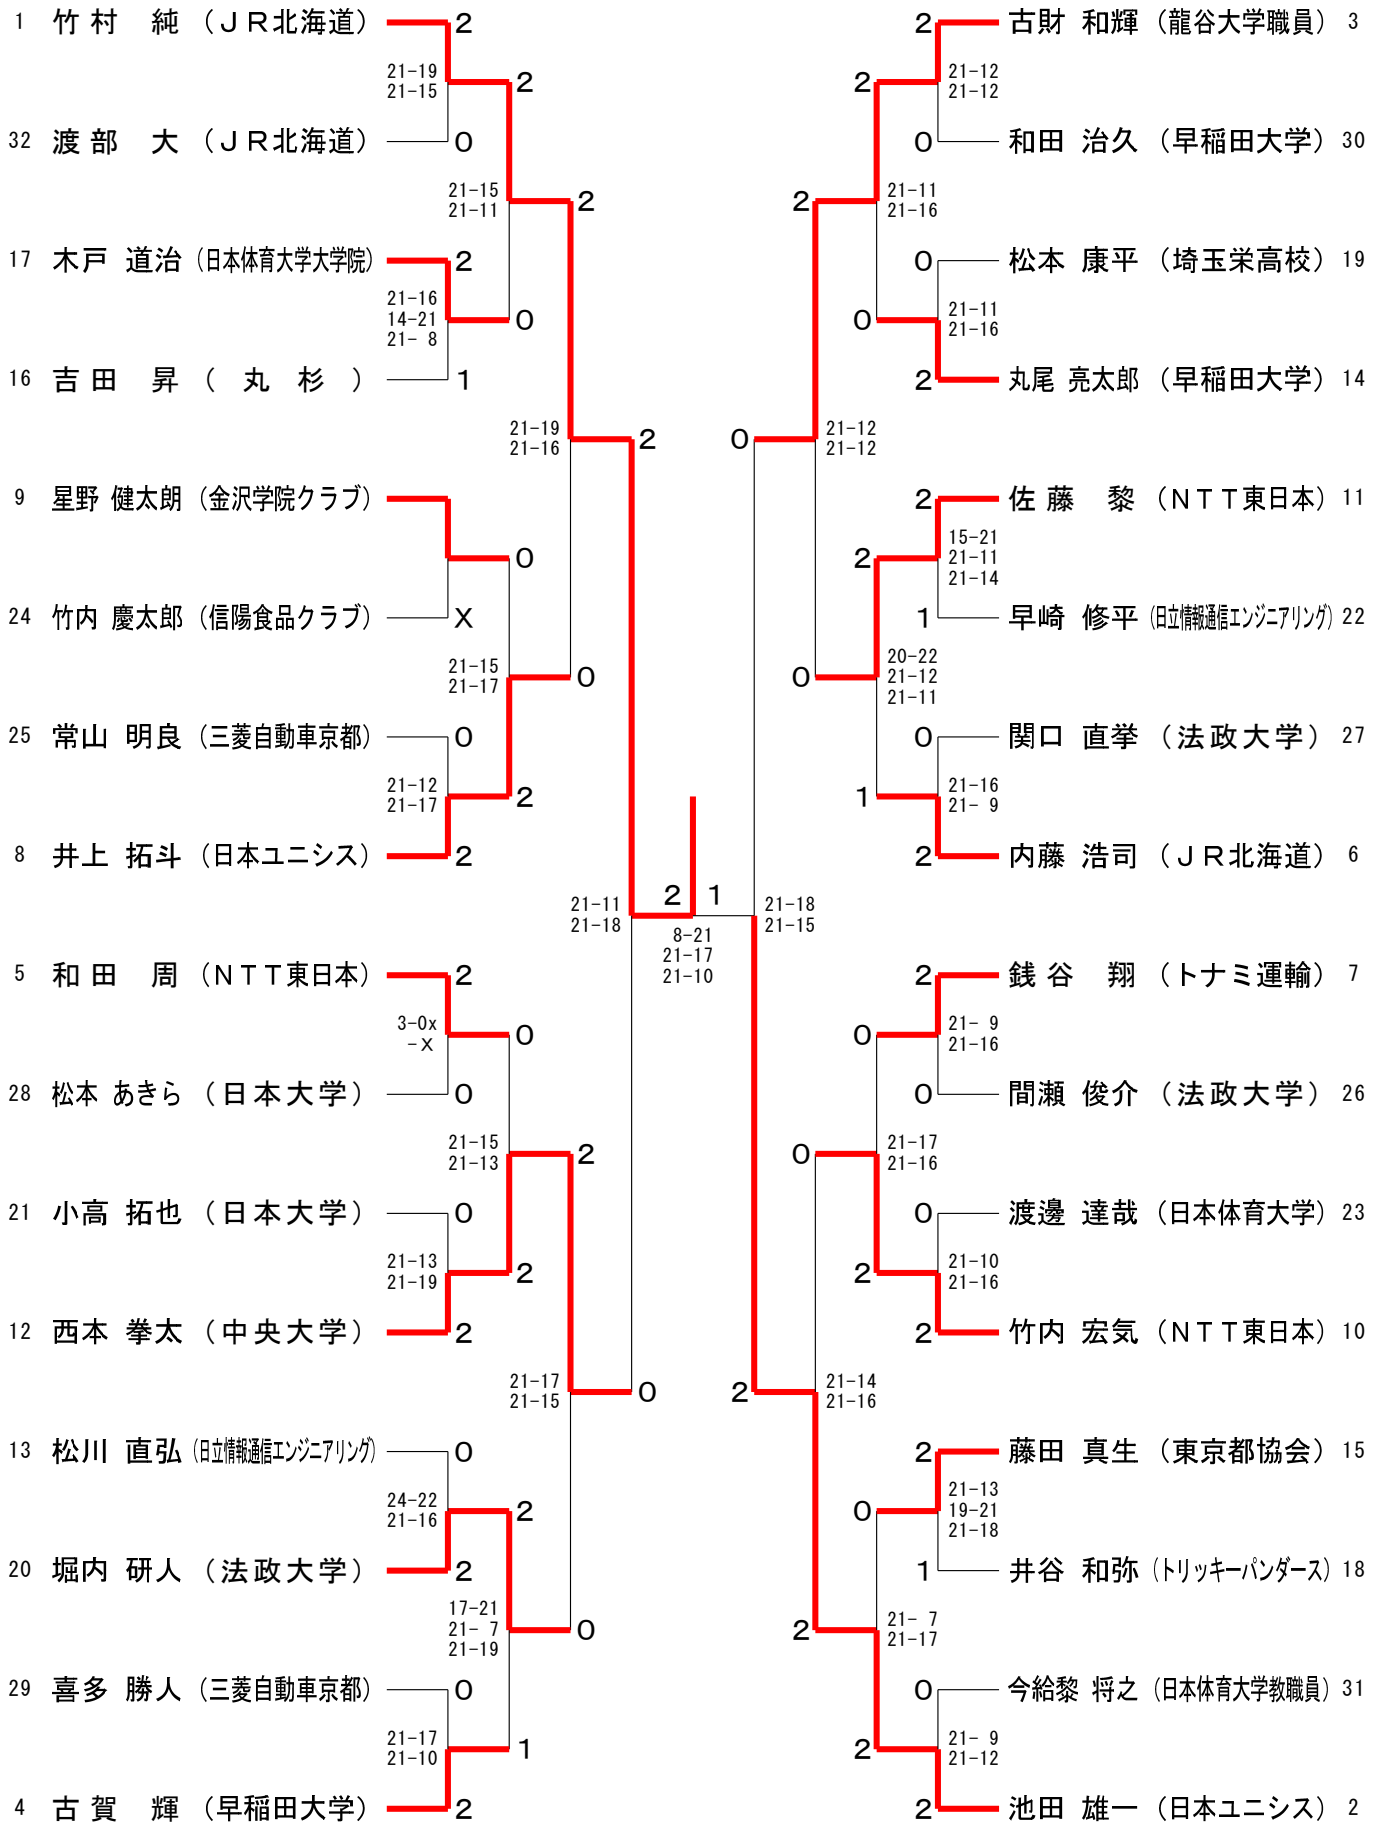 1 竹村 純 (JR北海道) 2
21-19
21-15
2
32 渡部 大 (JR北海道) 0
21-15
21-11
2
17 木戸 道治 (日本体育大学大学院) 2
21-16
14-21
21- 8
0
16 吉田 昇 (丸杉) 1
21-19
21-16
2
9 星野 健太朗 (金沢学院クラブ)
0
24 竹内 慶太郎 (信陽食品クラブ) X
21-15
21-17
0
25 常山 明良 (三菱自動車京都) 0
21-12
21-17
2
8 井上 拓斗 (日本ユニシス) 2
21-11
21-18
5 和田 周 (NTT東日本) 2
3-0x
-X
0
28 松本 あきら (日本大学) 0
21-15
21-13
2
21 小高 拓也 (日本大学) 0
21-13
21-19
2
12 西本 拳太 (中央大学) 2
21-17
21-15
0
13 松川 直弘 (日立情報通信エンジニアリング) 0
24-22
21-16
2
20 堀内 研人 (法政大学) 2
17-21
21- 7
21-19
0
29 喜多 勝人 (三菱自動車京都) 0
21-17
21-10
1
4 古賀 輝 (早稲田大学) 2
2 1
8-21
21-17
21-10
2 古財 和輝 (龍谷大学職員) 3
2
21-12
21-12
0 和田 治久 (早稲田大学) 30
2
21-11
21-16
0 松本 康平 (埼玉栄高校) 19
0
21-11
21-16
2 丸尾 亮太郎 (早稲田大学) 14
0
21-12
21-12
2 佐藤 黎 (NTT東日本) 11
2
15-21
21-11
21-14
1 早崎 修平 (日立情報通信エンジニアリング) 22
0
20-22
21-12
21-11
0 関口 直挙 (法政大学) 27
1
21-16
21- 9
2 内藤 浩司 (JR北海道) 6
21-18
21-15
2 銭谷 翔 (トナミ運輸) 7
0
21- 9
21-16
0 間瀬 俊介 (法政大学) 26
0
21-17
21-16
0 渡邊 達哉 (日本体育大学) 23
2
21-10
21-16
2 竹内 宏気 (NTT東日本) 10
2
21-14
21-16
2 藤田 真生 (東京都協会) 15
0
21-13
19-21
21-18
1 井谷 和弥 (トリッキーパンダース) 18
2
21- 7
21-17
0 今給黎 将之 (日本体育大学教職員) 31
2
21- 9
21-12
2 池田 雄一 (日本ユニシス) 2